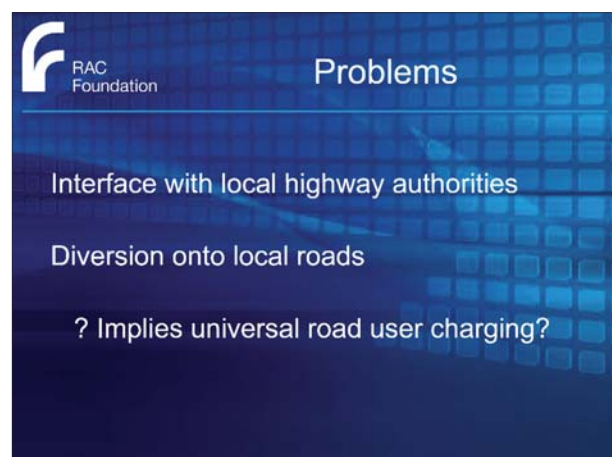 RAC
Foundation
Problems
Interface with local highway authorities
Diversion onto local roads
? Implies universal road user charging?